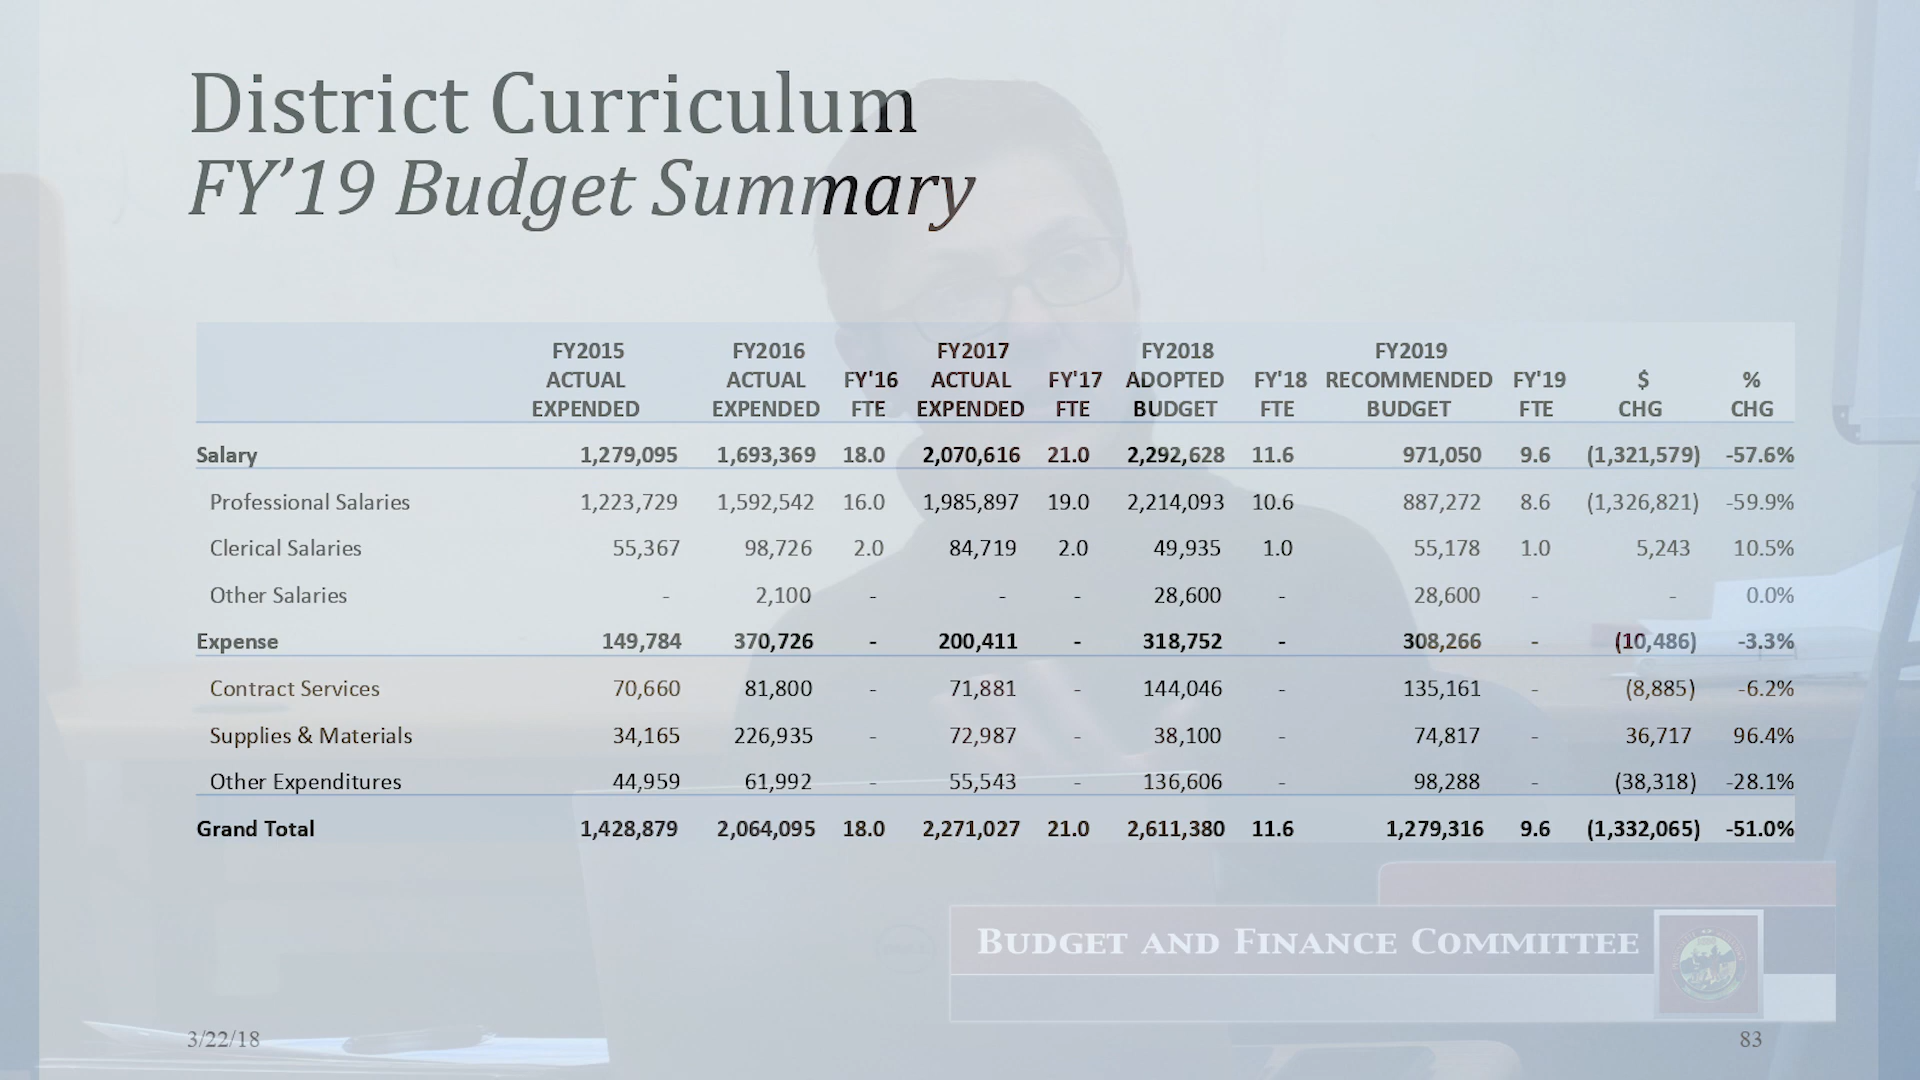 District Curriculum
FY’19 Budget Summary
FY2015 FY2016 FY2017 FY2018 FY2019
ACTUAL ACTUAL FY'16 ACTUAL FY'17 ADOPTED FY'18 RECOMMENDED FY'19 $ %
EXPENDED EXPENDED FTE EXPENDED FTE BUDGET FTE BUDGET FTE CHG CHG
Salary 1,279,095 1,693,369 18.0 2,070,616 21.0 2,292,628 11.6 971,050 9.6 (1,321,579) -57.6%
Professional Salaries 1,223,729 1,592,542 16.0 1,985,897 19.0 2,214,093 10.6 887,272 8.6 (1,326,821) -59.9%
Clerical Salaries 55,367 98,726 2.0 84,719 2.0 49,935 1.0 55,178 1.0 5,243 10.5%
Other Salaries - 2,100 - - - 28,600 - 28,600 - - 0.0%
Expense 149,784 370,726 - 200,411 - 318,752 - 308,266 - (10,486) -3.3%
Contract Services 70,660 81,800 - 71,881 - 144,046 - 135,161 - (8,885) -6.2%
Supplies & Materials 34,165 226,935 - 72,987 - 38,100 - 74,817 - 36,717 96.4%
Other Expenditures 44,959 61,992 - 55,543 - 136,606 - 98,288 - (38,318) -28.1%
Grand Total 1,428,879 2,064,095 18.0 2,271,027 21.0 2,611,380 11.6 1,279,316 9.6 (1,332,065) -51.0%
Budget and Finance Committee
3/22/18 83